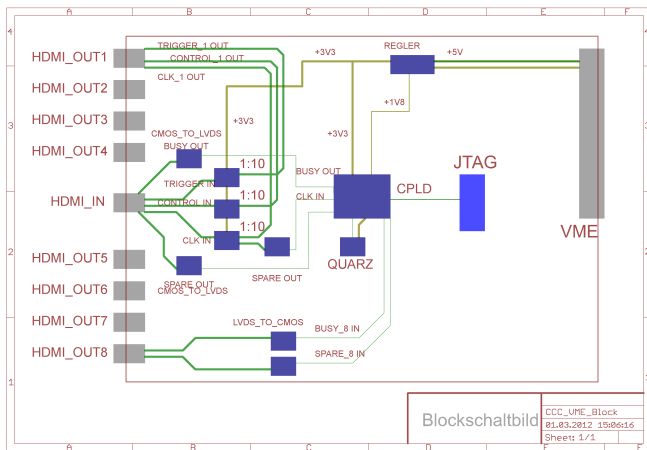 A B C D E F
4
TRIGGER_1 OUT
REGLER
HDMI_OUT1
CONTROL_1 OUT
+3V3
+5V
CLK_1 OUT
HDMI_OUT2
+1V8
HDMI_OUT3
3
+3V3
3
CMOS_TO_LVDS
+3V3
HDMI_OUT4
BUSY OUT
1:10
JTAG
BUSY OUT
TRIGGER IN
CPLD
1:10
CLK IN
HDMI_IN
CONTROL IN
1:10
VME
CLK IN
2
2
HDMI_OUT5
QUARZ
SPARE OUT
SPARE OUT
HDMI_OUT6
CMOS_TO_LVDS
HDMI_OUT7
LVDS_TO_CMOS
BUSY_8 IN
HDMI_OUT8
SPARE_8 IN
1
Blockschaltbild
CCC_VME_Block
01.03.2012 15:06:16
Sheet: 1/1
A B C D E F